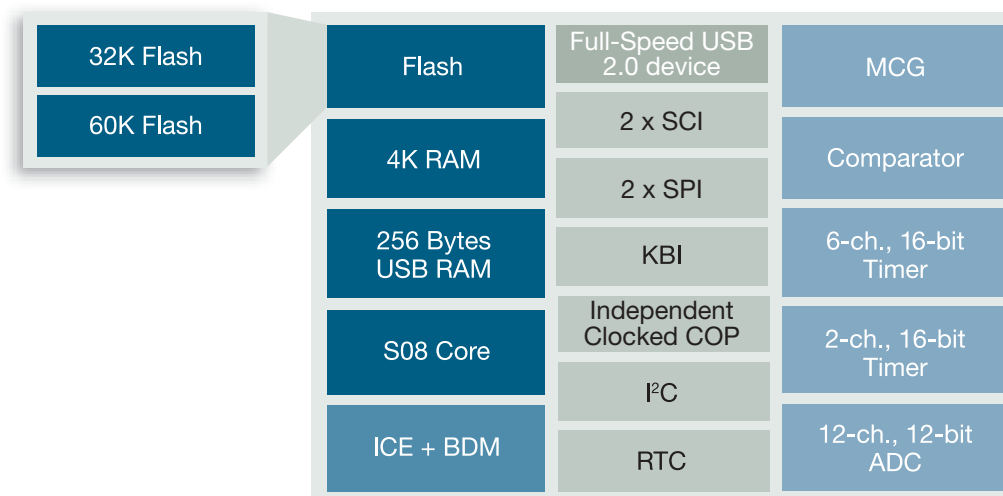 32K Flash
60K Flash
Flash
4K RAM
256 Bytes
USB RAM
S08 Core
ICE + BDM
Full-Speed USB
2.0 device
2 x SCI
2 x SPI
KBI
Independent
Clocked COP
I²C
RTC
MCG
Comparator
6-ch., 16-bit
Timer
2-ch., 16-bit
Timer
12-ch., 12-bit
ADC